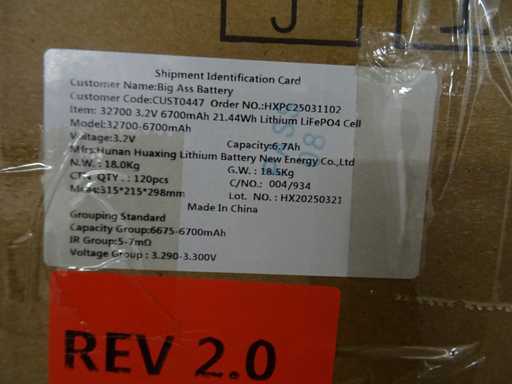 Shipment Identification Card
Customer Name:Big Ass Battery
Customer Code:CUST0447 Order NO.:HXPC25031102
Item: 32700 3.2V 6700mAh 21.44Wh Lithium LiFePO4 Cell
Model:32700-6700mAh
Voltage:3.2V Capacity:6.7Ah
Mfrs:Hunan Huaxing Lithium Battery New Energy Co.,Ltd
N.W. : 18.0Kg G.W. : 18.5Kg
CTN QTY. : 120pcs C/NO.: 004/934
Meas:315*215*298mm Lot. NO. : HX20250321
Made In China
Grouping Standard
Capacity Group:6675-6700mAh
IR Group:5-7mΩ
Voltage Group : 3.290-3.300V
REV 2.0